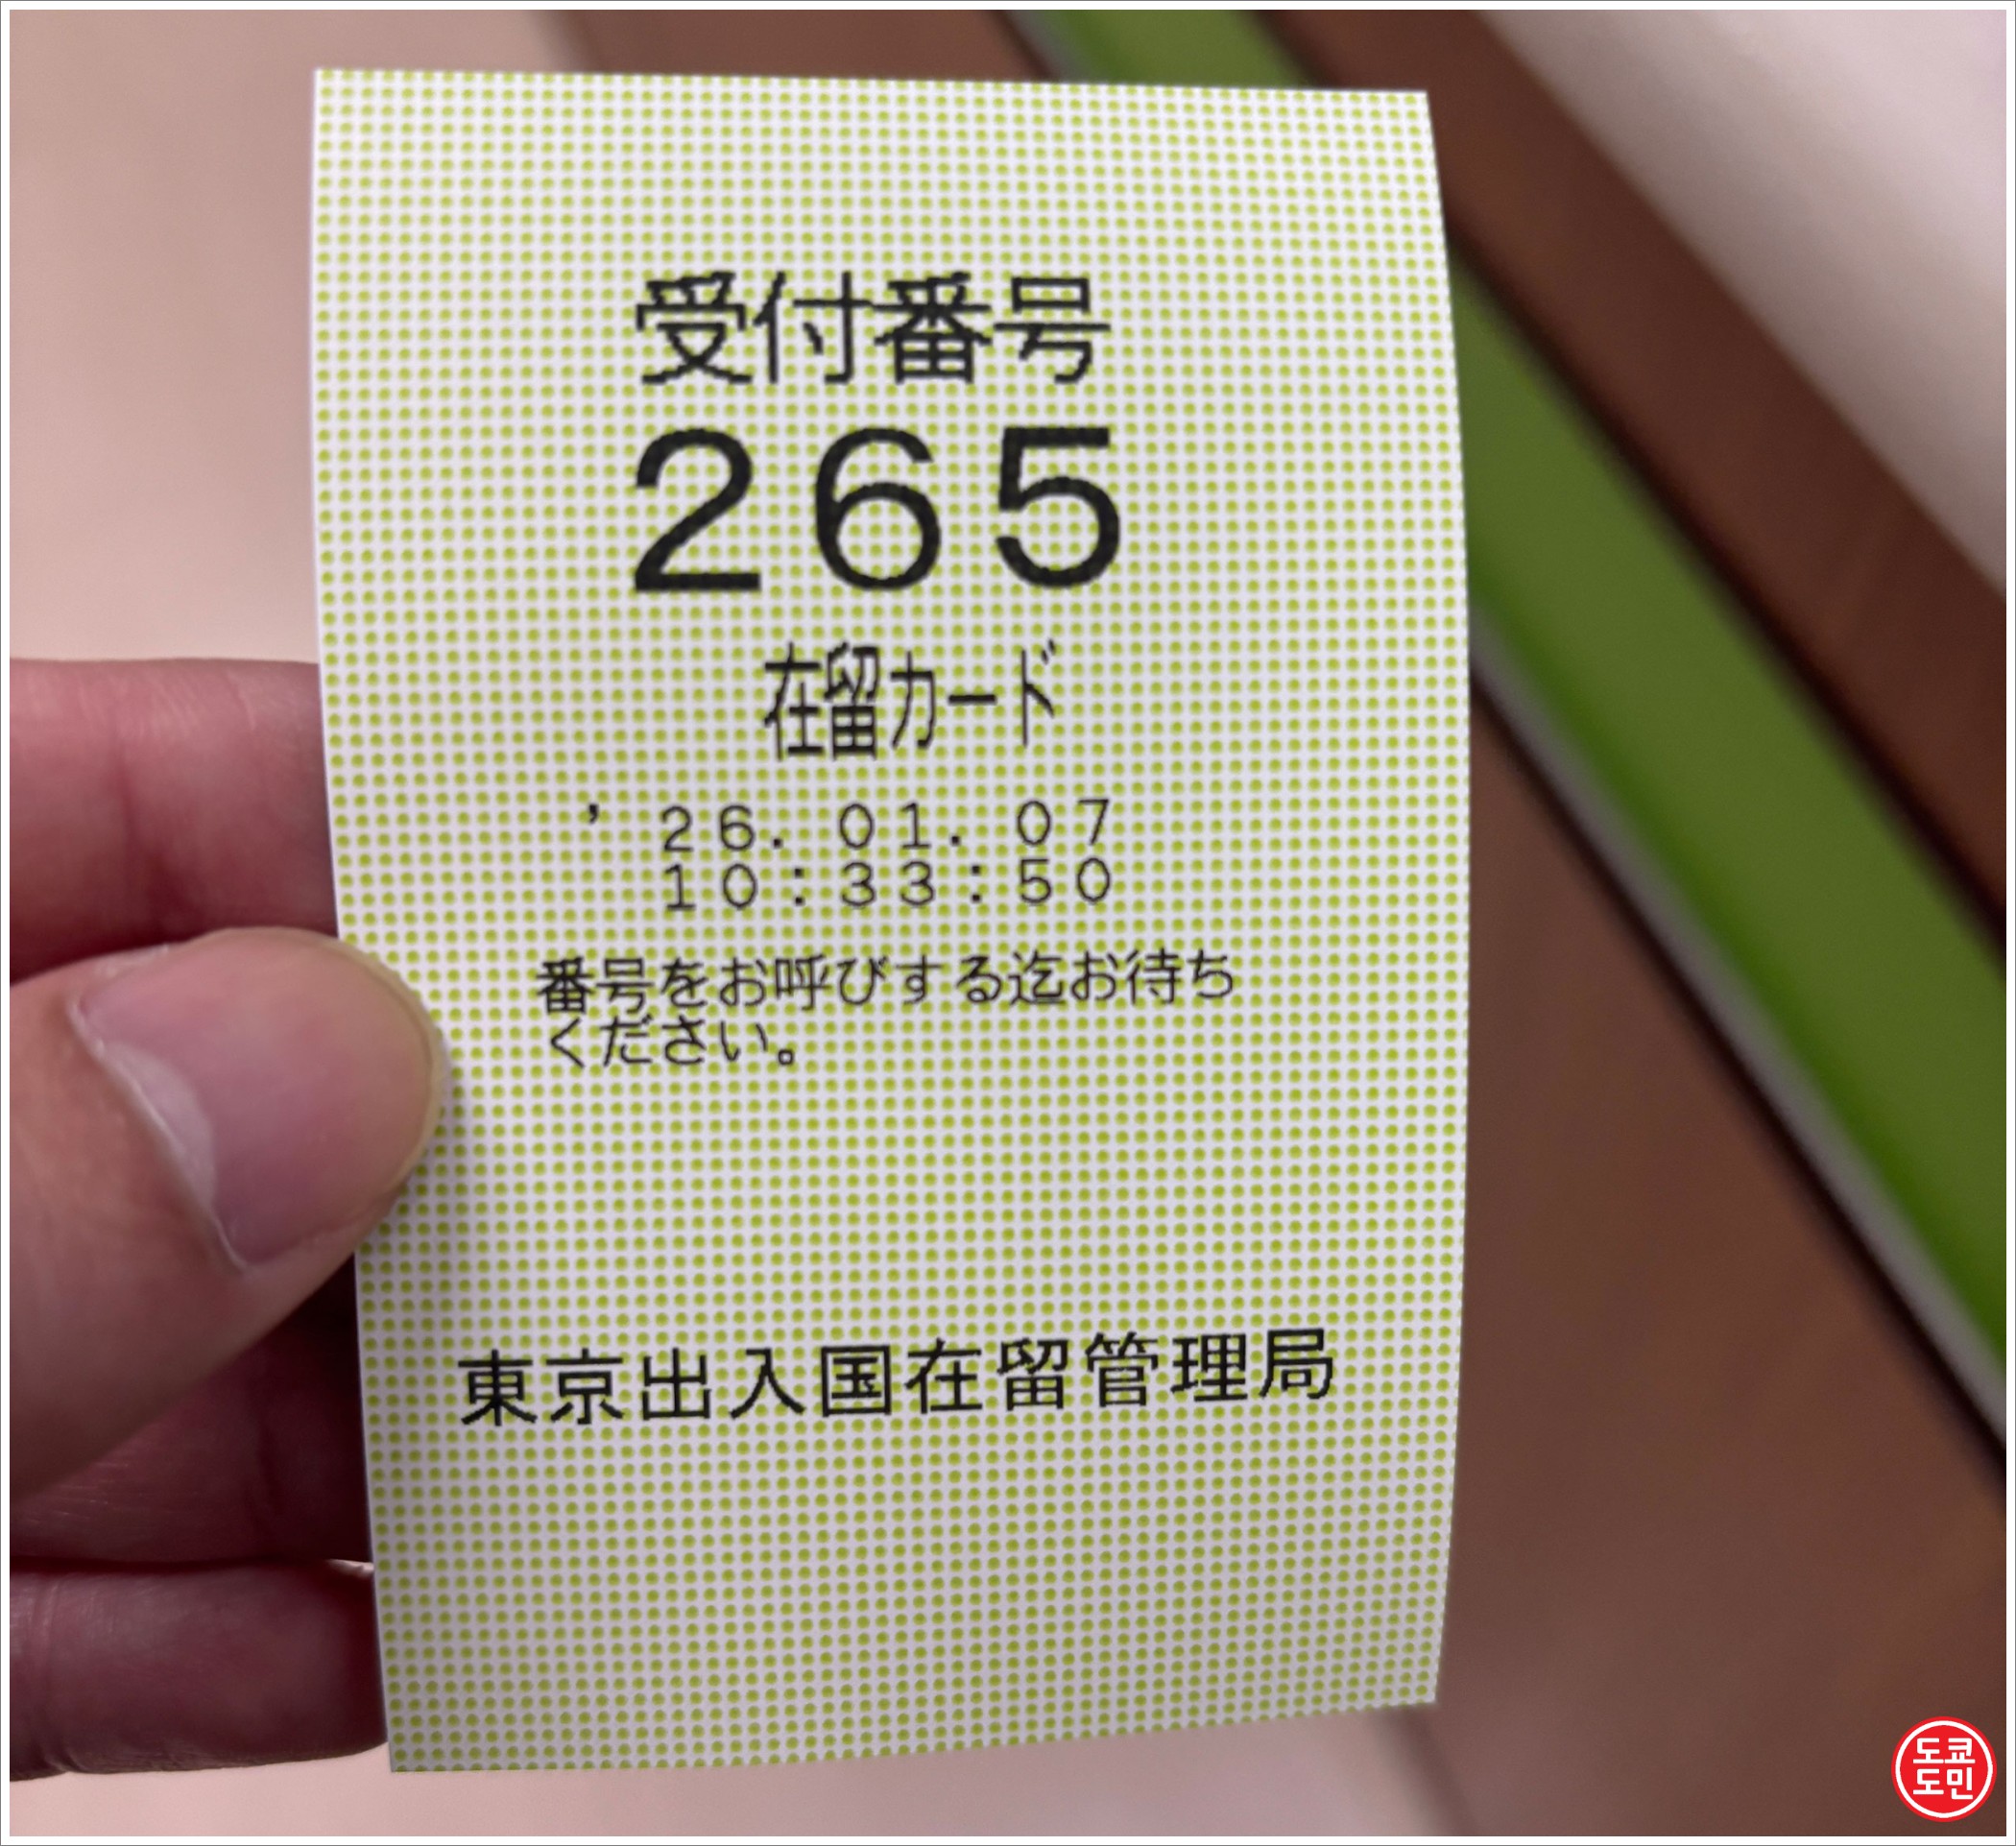 受付番号
265
在留カード
'26.01.07
10:33:50
番号をお呼びする迄お待ち
ください。
東京出入国在留管理局
도쿄
도민